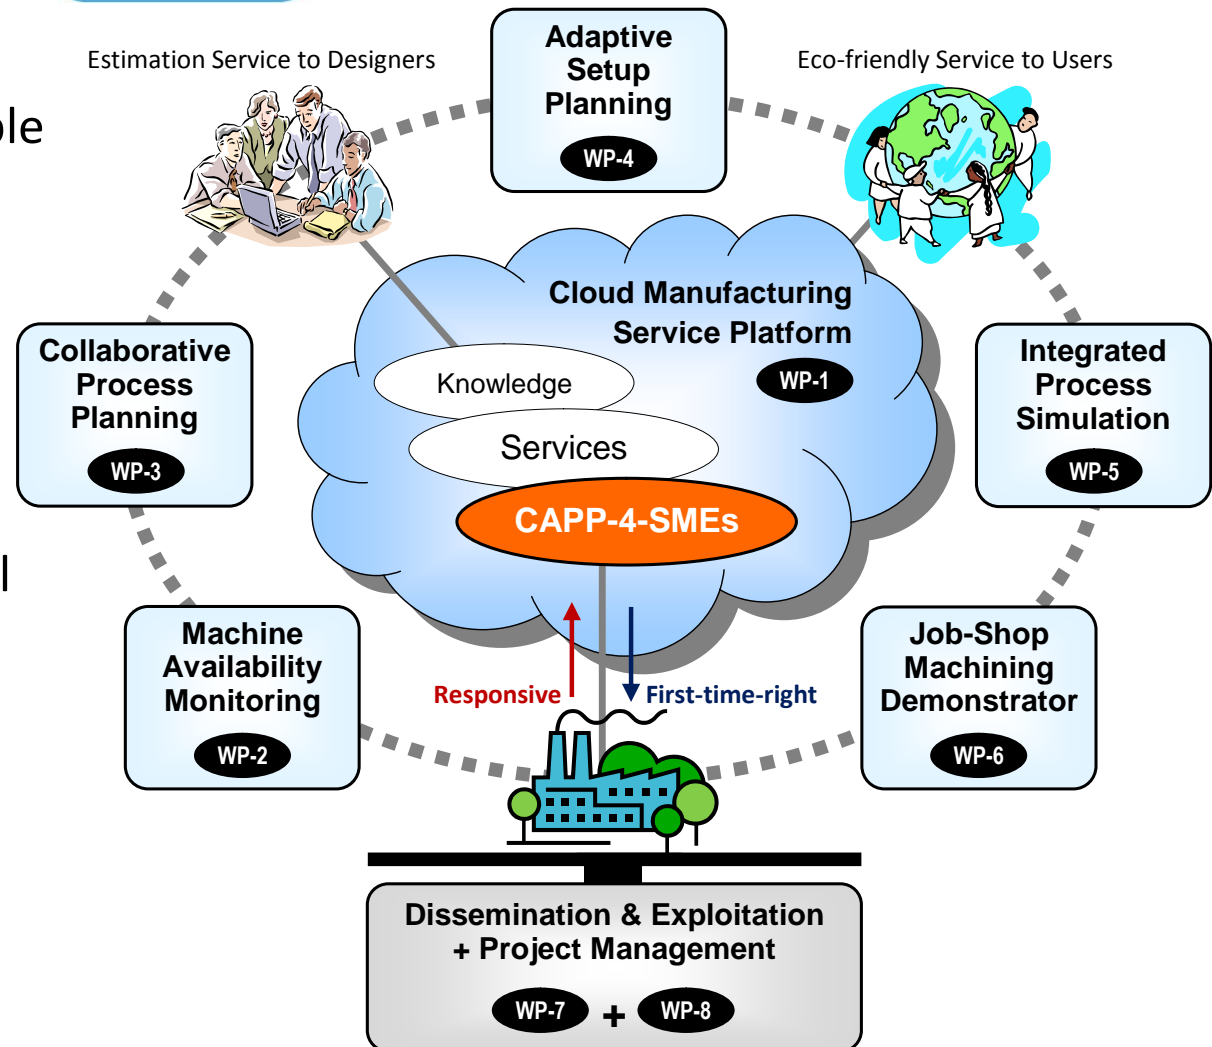 Adaptive
Setup
Planning
WP-4
Estimation Service to Designers
Eco-friendly Service to Users
Cloud Manufacturing
Service Platform
WP-1
Knowledge
Services
CAPP-4-SMEs
Collaborative
Process
Planning
WP-3
Integrated
Process
Simulation
WP-5
Machine
Availability
Monitoring
WP-2
Responsive
First-time-right
Job-Shop
Machining
Demonstrator
WP-6
Dissemination & Exploitation
+ Project Management
WP-7 + WP-8